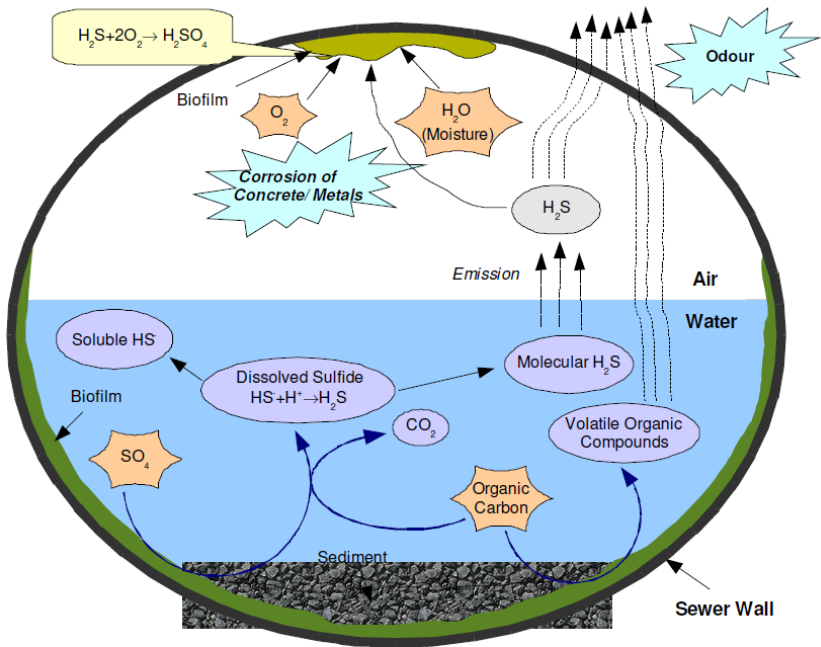 H₂S+2O₂→ H₂SO₄
Odour
Biofilm
O₂
H₂O
(Moisture)
Corrosion of
Concrete/ Metals
H₂S
Emission
Air
Water
Soluble HS
Molecular H₂S
Dissolved Sulfide
HS+H⁺→H₂S
Biofilm
CO₂
Volatile Organic
Compounds
SO₄
Organic
Carbon
Sediment
Sewer Wall